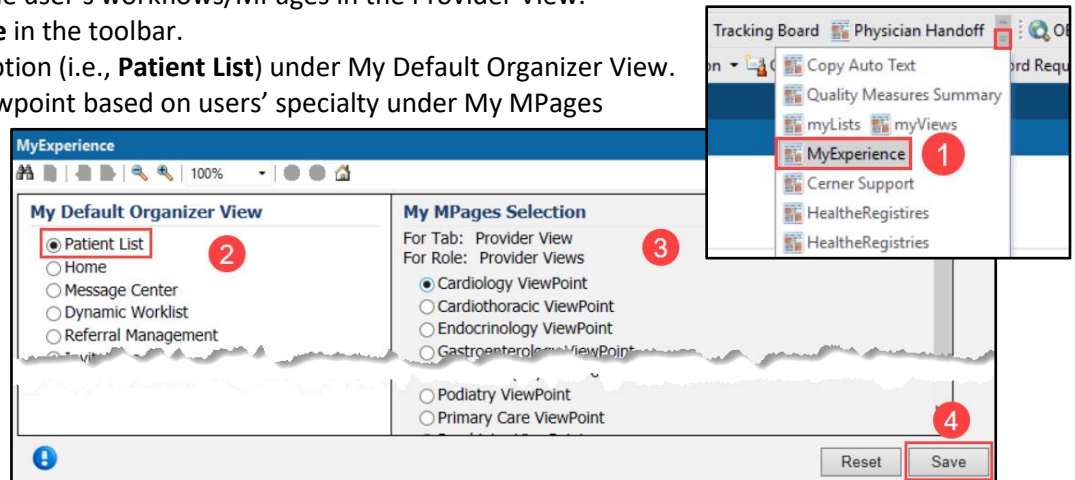 user's workflows/MPages in the Provider View.
in the toolbar.
(i.e., Patient List) under My Default Organizer View.
based on users' specialty under My MPages
Tracking Board Physician Handoff
Copy Auto Text
Quality Measures Summary
myLists myViews
MyExperience 1
Cerner Support
HealtheRegistires
HealtheRegistries
MyExperience
100%
My Default Organizer View
Patient List
2
Home
Message Center
Dynamic Worklist
Referral Management
My MPages Selection
For Tab: Provider View
For Role: Provider Views
3
Cardiology ViewPoint
Cardiothoracic ViewPoint
Endocrinology ViewPoint
Gastroenterology ViewPoint
Podiatry ViewPoint
Primary Care ViewPoint
4
Reset Save